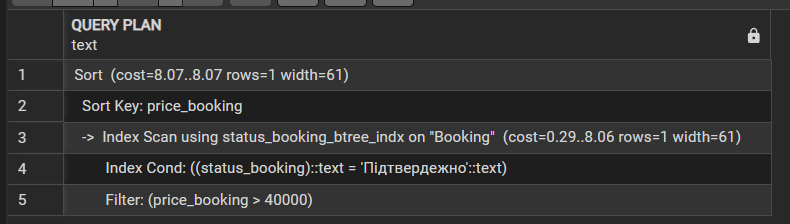 QUERY PLAN
text
1 Sort (cost=8.07..8.07 rows=1 width=61)
2 Sort Key: price_booking
3 -> Index Scan using status_booking_btree_indx on "Booking" (cost=0.29..8.06 rows=1 width=61)
4 Index Cond: ((status_booking)::text = 'Підтвердежно'::text)
5 Filter: (price_booking > 40000)